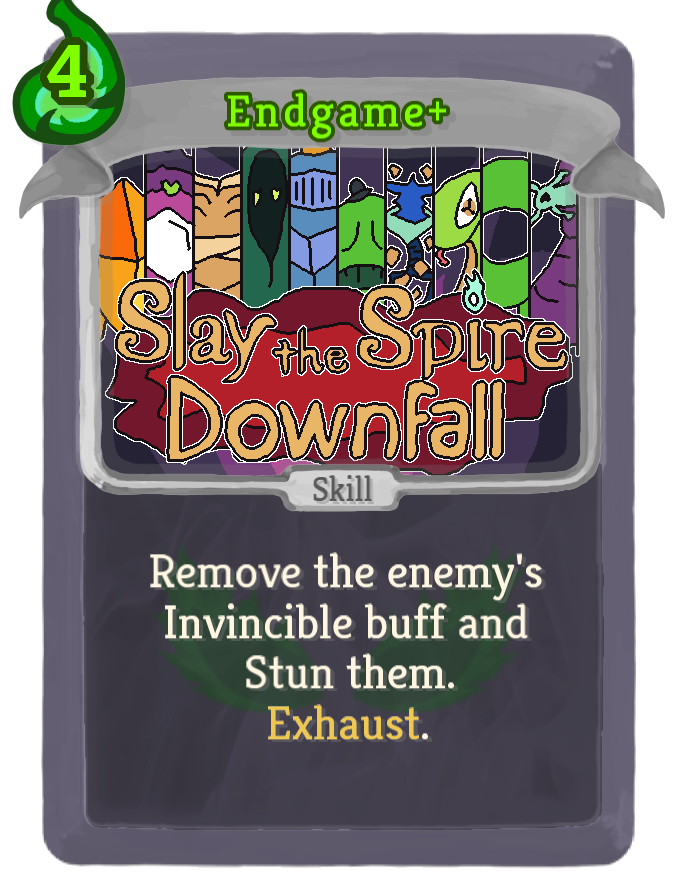 4
Endgame+
Slay the Spire
Downfall
Skill
Remove the enemy's
Invincible buff and
Stun them.
Exhaust.